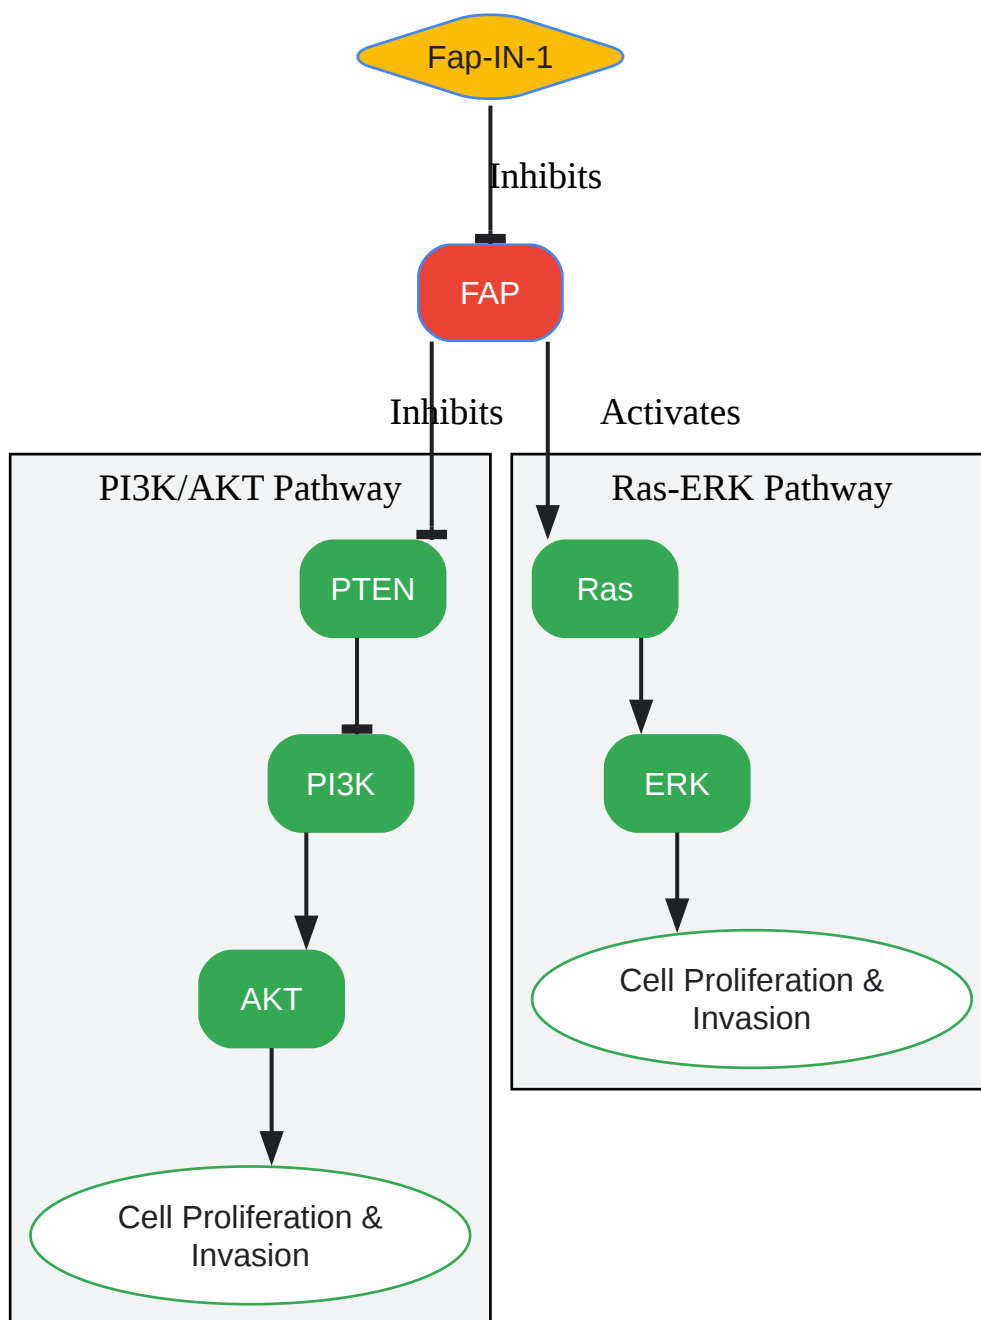 Fap-IN-1
Inhibits
FAP
Inhibits
Activates
PI3K/AKT Pathway
Ras-ERK Pathway
PTEN
Ras
PI3K
ERK
AKT
Cell Proliferation &
Invasion
Cell Proliferation &
Invasion